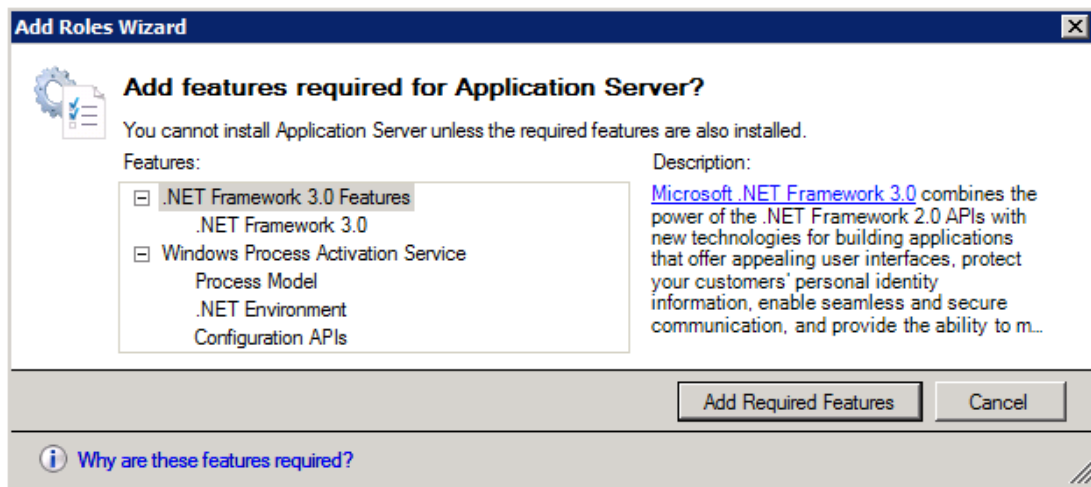 Add Roles Wizard
Add features required for Application Server?
You cannot install Application Server unless the required features are also installed.
Features:
.NET Framework 3.0 Features
.NET Framework 3.0
Windows Process Activation Service
Process Model
.NET Environment
Configuration APIs
Description:
Microsoft .NET Framework 3.0 combines the
power of the .NET Framework 2.0 APIs with
new technologies for building applications
that offer appealing user interfaces, protect
your customers' personal identity
information, enable seamless and secure
communication, and provide the ability to m...
Add Required Features
Cancel
Why are these features required?